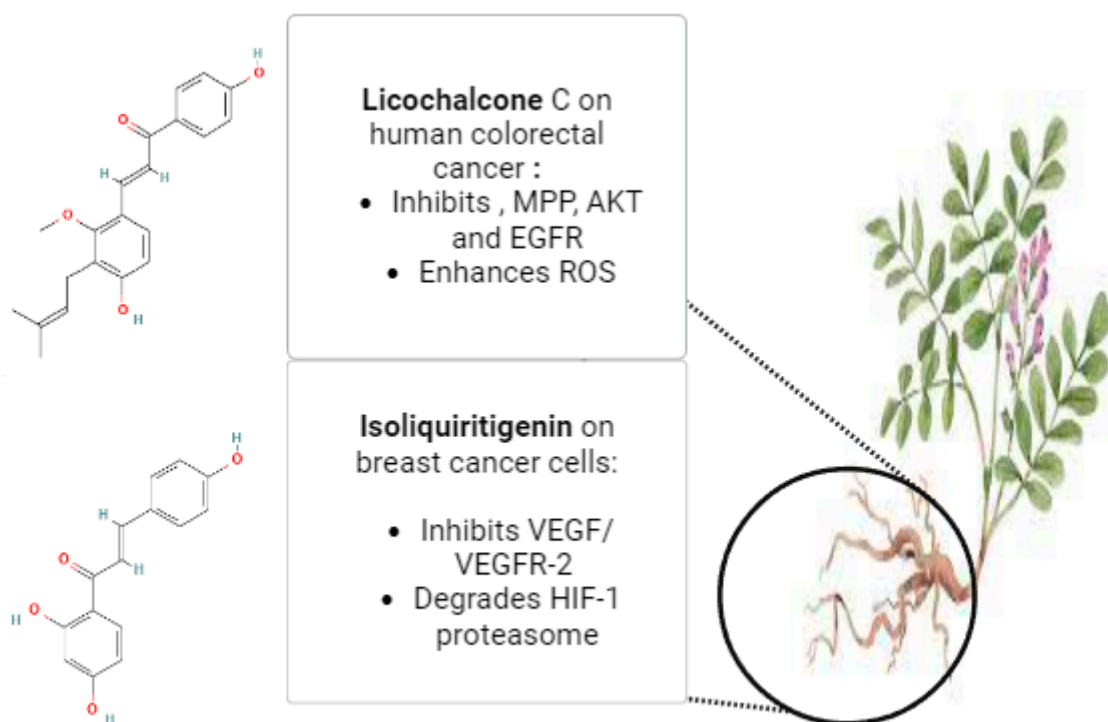 H
O
O
H
H
O
O
H
Licochalcone C on
human colorectal
cancer :
• Inhibits , MPP, AKT
and EGFR
• Enhances ROS
H
O
H
O
H
H
O
O
H
Isoliquiritigenin on
breast cancer cells:
• Inhibits VEGF/
VEGFR-2
• Degrades HIF-1
proteasome